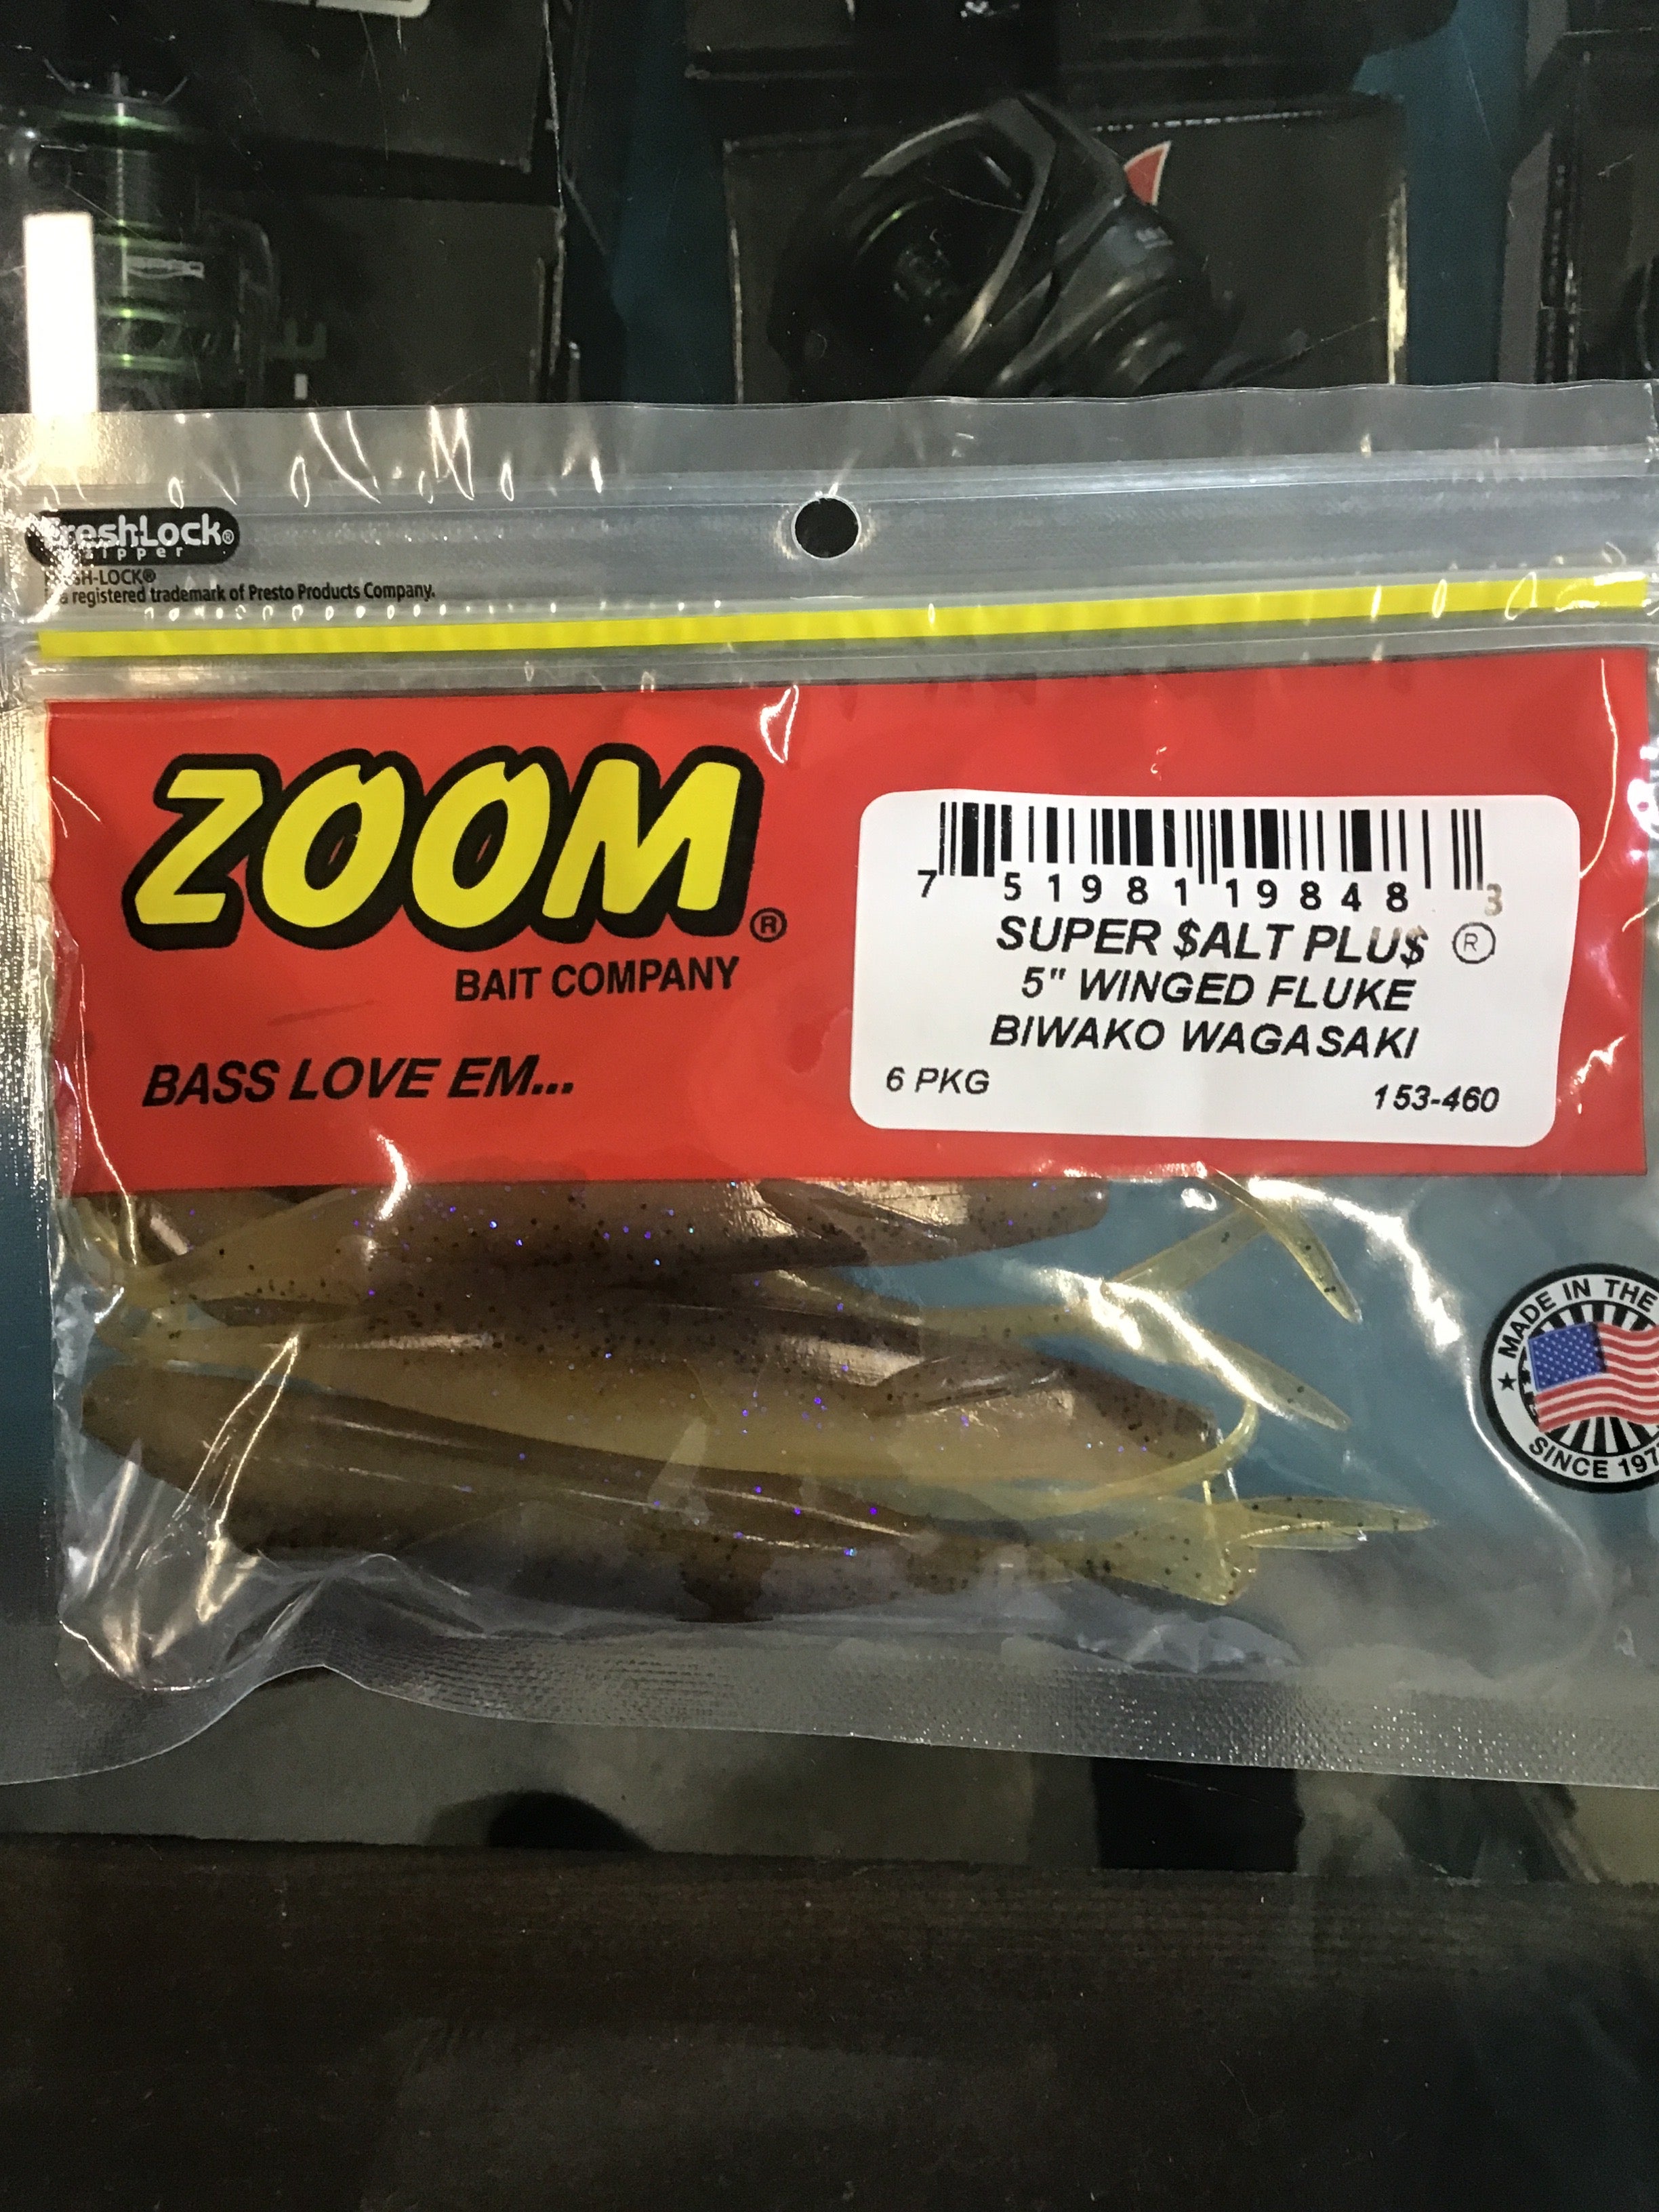 FreshLock®
zipper
FRESH-LOCK®
is a registered trademark of Presto Products Company.
ZOOM®
BAIT COMPANY
BASS LOVE EM...
7 51981 19848 3
SUPER $ALT PLU$ ®
5" WINGED FLUKE
BIWAKO WAGASAKI
6 PKG 153-460
★ MADE IN THE
SINCE 197